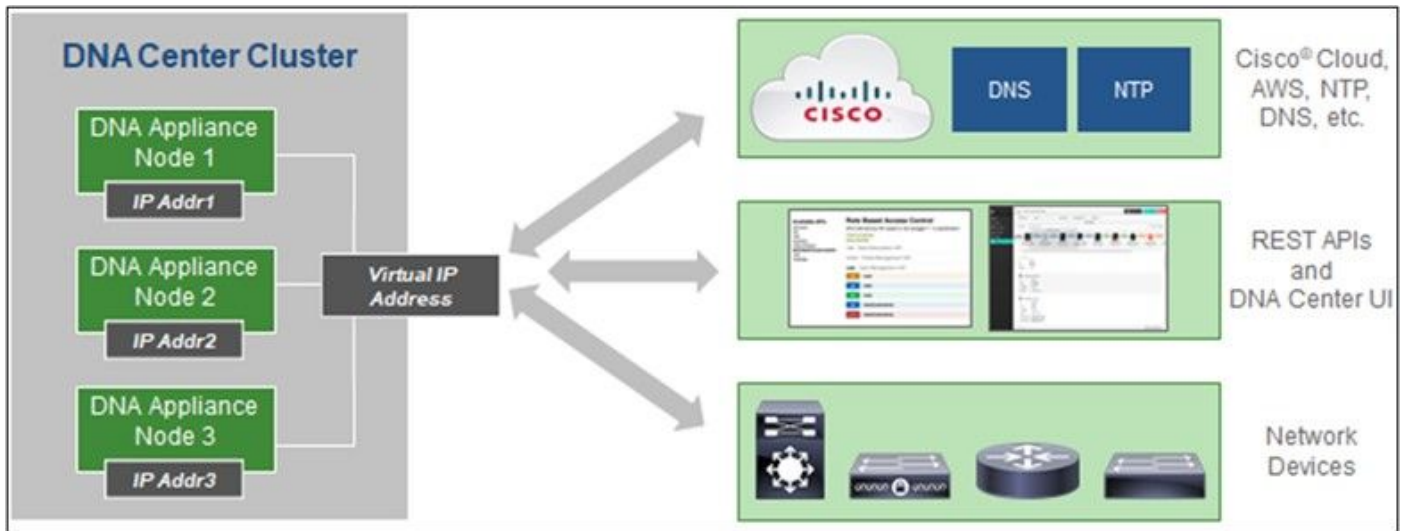 DNA Center Cluster
DNA Appliance
Node 1
IP Addr1
DNA Appliance
Node 2
IP Addr2
DNA Appliance
Node 3
IP Addr3
Virtual IP
Address
CISCO
DNS
NTP
Cisco® Cloud,
AWS, NTP,
DNS, etc.
Role Based Access Control
REST APIs
and
DNA Center UI
Network
Devices